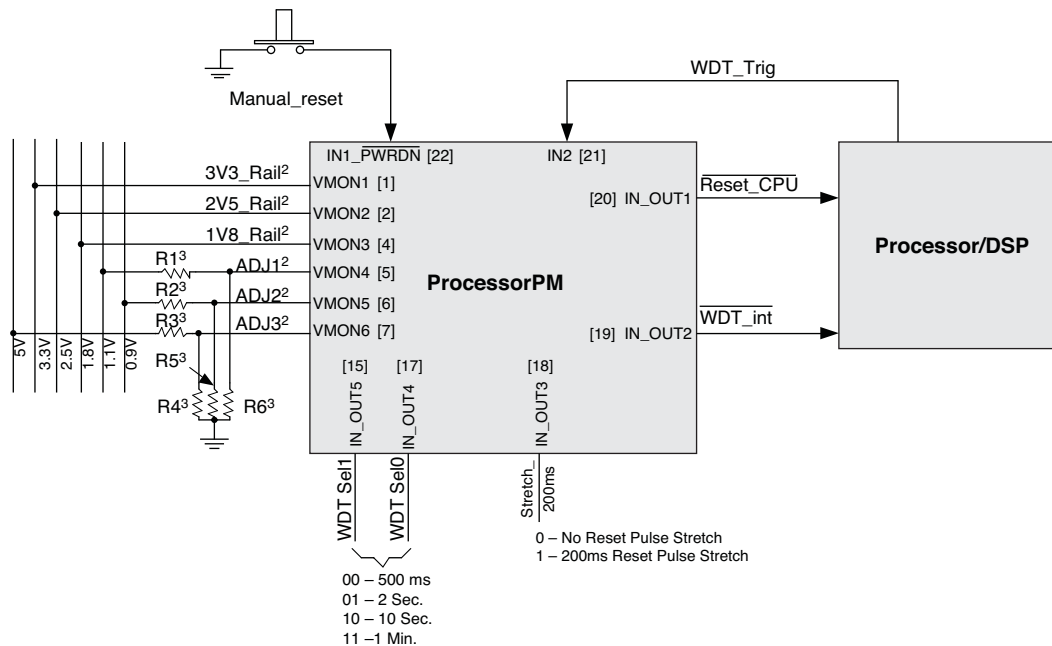 Manual_reset
WDT_Trig
IN1_PWRDN [22]
IN2 [21]
3V3_Rail²
VMON1 [1]
2V5_Rail²
VMON2 [2]
1V8_Rail²
VMON3 [4]
R1³
ADJ1²
VMON4 [5]
R2³
ADJ2²
VMON5 [6]
R3³
ADJ3²
VMON6 [7]
ProcessorPM
[20] IN_OUT1
Reset_CPU
Processor/DSP
[19] IN_OUT2
WDT_int
5V
3.3V
2.5V
1.8V
1.1V
0.9V
R5³
R4³
R6³
[15]
IN_OUT5
[17]
IN_OUT4
[18]
IN_OUT3
WDT Sel1
WDT Sel0
Stretch_
200ms
0 – No Reset Pulse Stretch
1 – 200ms Reset Pulse Stretch
00 – 500 ms
01 – 2 Sec.
10 – 10 Sec.
11 –1 Min.